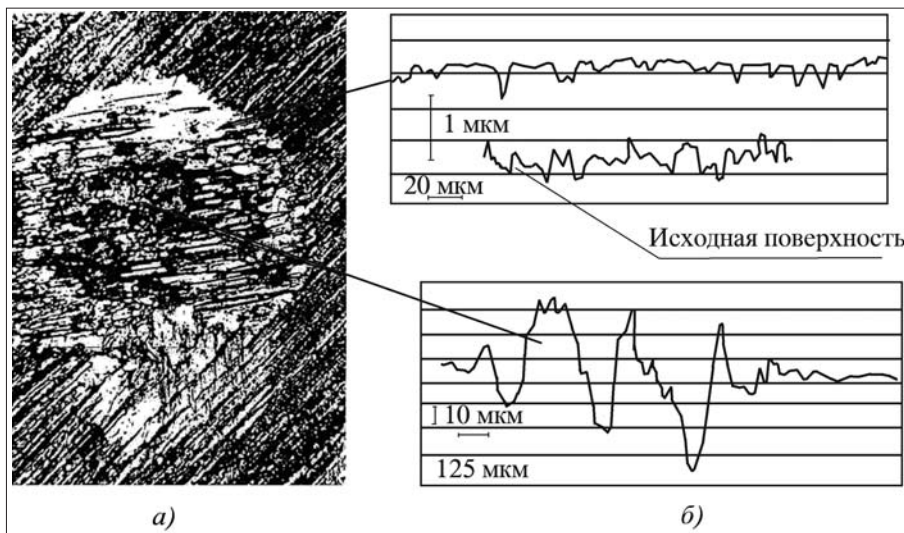 1 мкм
20 мкм
Исходная поверхность
10 мкм
125 мкм
а)
б)